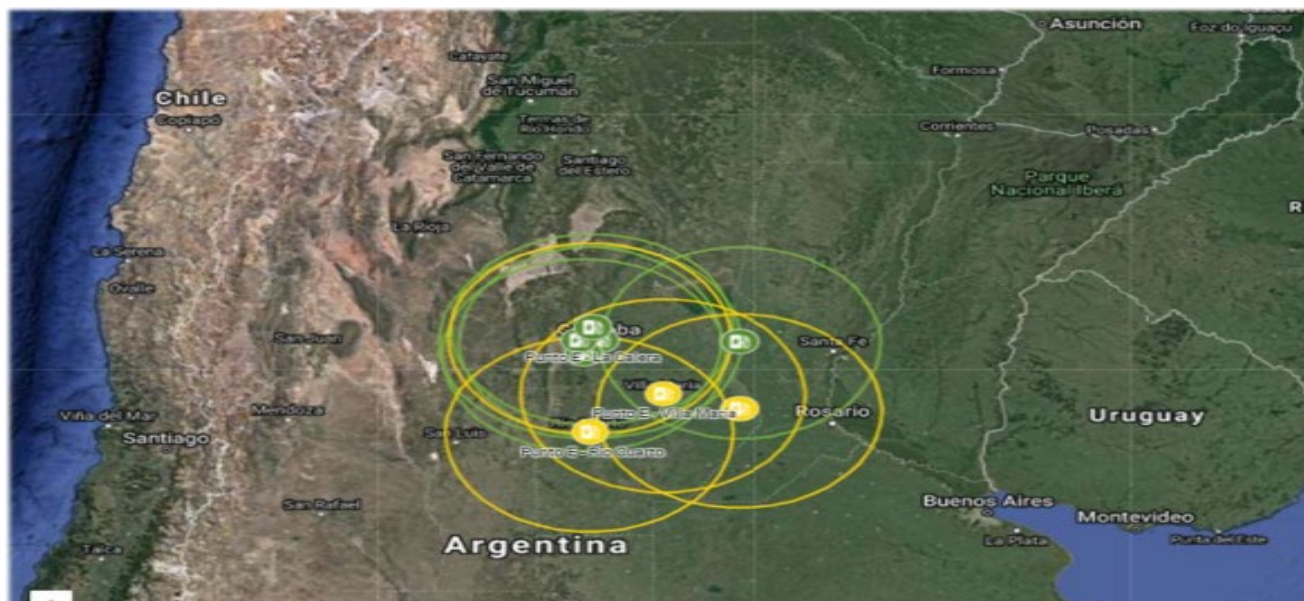 Asunción
Foz do Iguaçu
Cafayate
Formosa
San Miguel
de Tucumán
Chile
Copiapó
Termas de
Río Hondo
Corrientes
Posadas
San Fernando
del Valle de
Catamarca
Santiago
del Estero
Parque
Nacional Iberá
R
La Rioja
La Serena
Ovalle
San Juan
Punto E - La Calera
Santa Fe
Viña del Mar
Mendoza
Punto E - Villa Maria
Rosario
Uruguay
Santiago
San Luis
Punto E - Rio Cuarto
San Rafael
Buenos Aires
Montevideo
La Plata
Punta del Este
Argentina
Talca